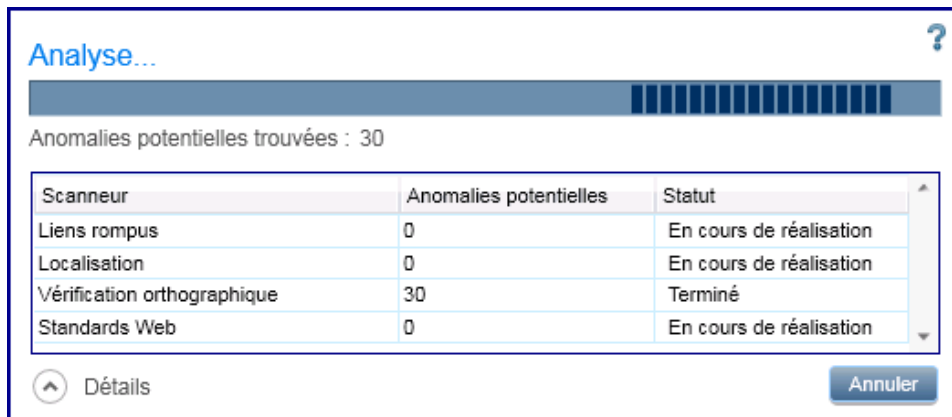 ?
Analyse...
Anomalies potentielles trouvées : 30
Scanneur Anomalies potentielles Statut
Liens rompus 0 En cours de réalisation
Localisation 0 En cours de réalisation
Vérification orthographique 30 Terminé
Standards Web 0 En cours de réalisation
Détails Annuler